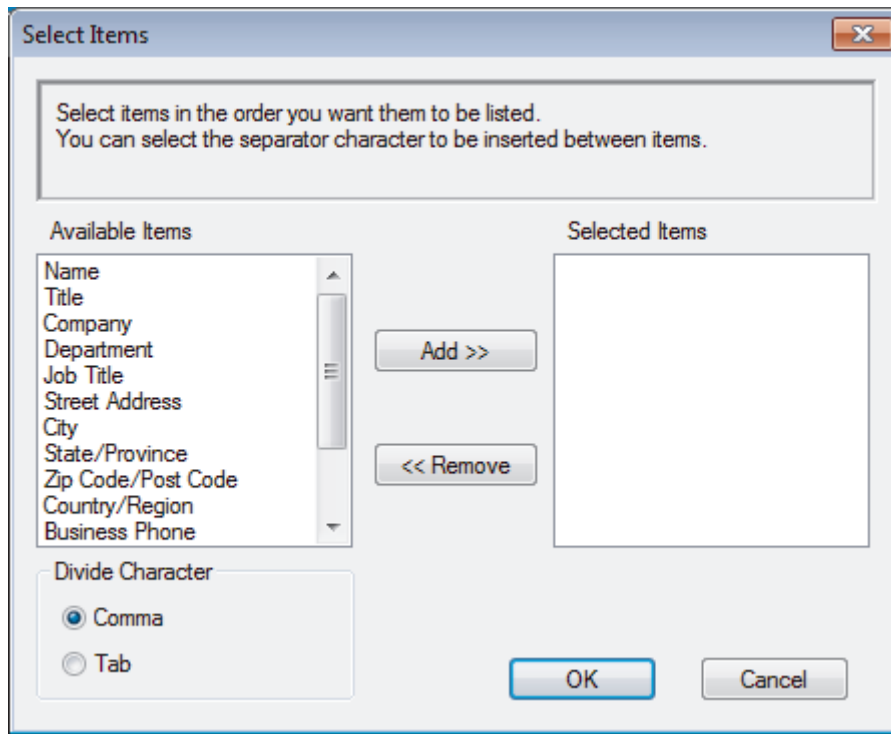 Select Items
Select items in the order you want them to be listed.
You can select the separator character to be inserted between items.
Available Items
Selected Items
Name
Title
Company
Department
Job Title
Street Address
City
State/Province
Zip Code/Post Code
Country/Region
Business Phone
Add >>
<< Remove
Divide Character
Comma
Tab
OK
Cancel